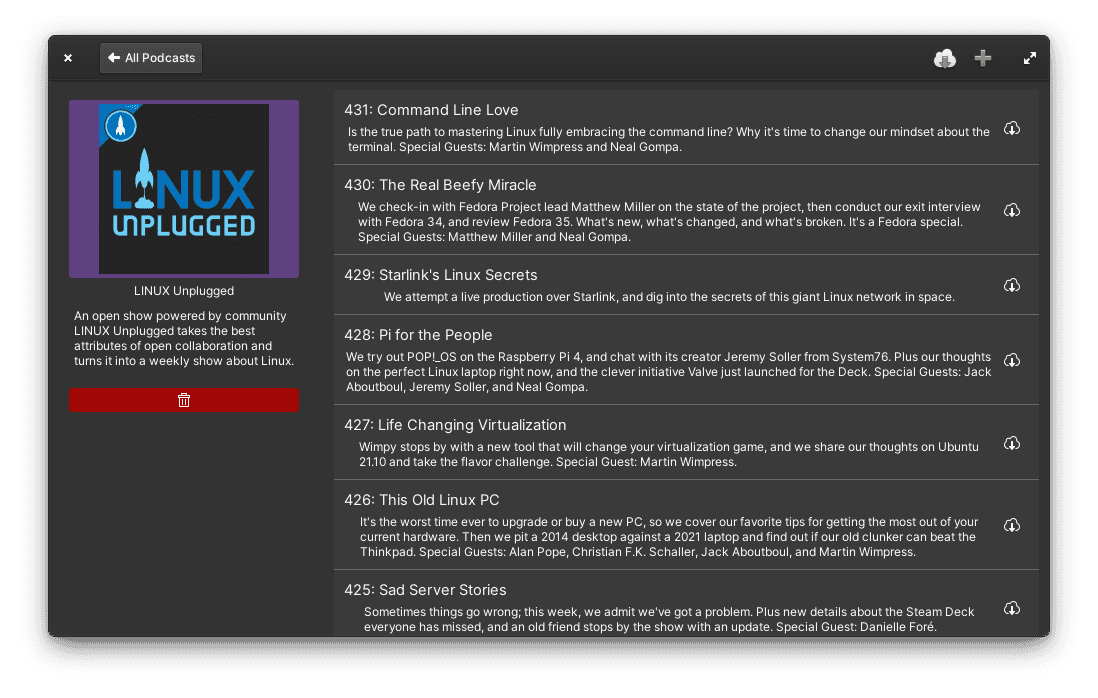 All Podcasts
LINUX
UNPLUGGED
LINUX Unplugged
An open show powered by community
LINUX Unplugged takes the best
attributes of open collaboration and
turns it into a weekly show about Linux.
431: Command Line Love
Is the true path to mastering Linux fully embracing the command line? Why it's time to change our mindset about the
terminal. Special Guests: Martin Wimpress and Neal Gompa.
430: The Real Beefy Miracle
We check-in with Fedora Project lead Matthew Miller on the state of the project, then conduct our exit interview
with Fedora 34, and review Fedora 35. What's new, what's changed, and what's broken. It's a Fedora special.
Special Guests: Matthew Miller and Neal Gompa.
429: Starlink's Linux Secrets
We attempt a live production over Starlink, and dig into the secrets of this giant Linux network in space.
428: Pi for the People
We try out POP!_OS on the Raspberry Pi 4, and chat with its creator Jeremy Soller from System76. Plus our thoughts
on the perfect Linux laptop right now, and the clever initiative Valve just launched for the Deck. Special Guests: Jack
Aboutboul, Jeremy Soller, and Neal Gompa.
427: Life Changing Virtualization
Wimpy stops by with a new tool that will change your virtualization game, and we share our thoughts on Ubuntu
21.10 and take the flavor challenge. Special Guest: Martin Wimpress.
426: This Old Linux PC
It's the worst time ever to upgrade or buy a new PC, so we cover our favorite tips for getting the most out of your
current hardware. Then we pit a 2014 desktop against a 2021 laptop and find out if our old clunker can beat the
Thinkpad. Special Guests: Alan Pope, Christian F.K. Schaller, Jack Aboutboul, and Martin Wimpress.
425: Sad Server Stories
Sometimes things go wrong; this week, we admit we've got a problem. Plus new details about the Steam Deck
everyone has missed, and an old friend stops by the show with an update. Special Guest: Danielle Foré.